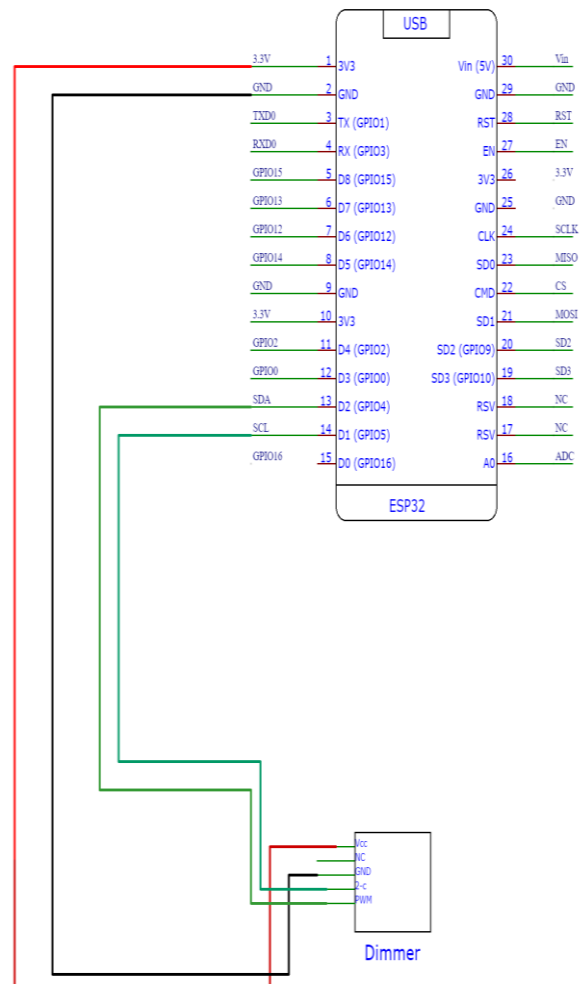 USB
3.3V 1 3V3 Vin (5V) 30 Vin
GND 2 GND GND 29 GND
TXD0 3 TX (GPIO1) RST 28 RST
RXD0 4 RX (GPIO3) EN 27 EN
GPIO15 5 D8 (GPIO15) 3V3 26 3.3V
GPIO13 6 D7 (GPIO13) GND 25 GND
GPIO12 7 D6 (GPIO12) CLK 24 SCLK
GPIO14 8 D5 (GPIO14) SD0 23 MISO
GND 9 GND CMD 22 CS
3.3V 10 3V3 SD1 21 MOSI
GPIO2 11 D4 (GPIO2) SD2 (GPIO9) 20 SD2
GPIO0 12 D3 (GPIO0) SD3 (GPIO10) 19 SD3
SDA 13 D2 (GPIO4) RSV 18 NC
SCL 14 D1 (GPIO5) RSV 17 NC
GPIO16 15 D0 (GPIO16) A0 16 ADC
ESP32
Vcc
NC
GND
2-c
PWM
Dimmer